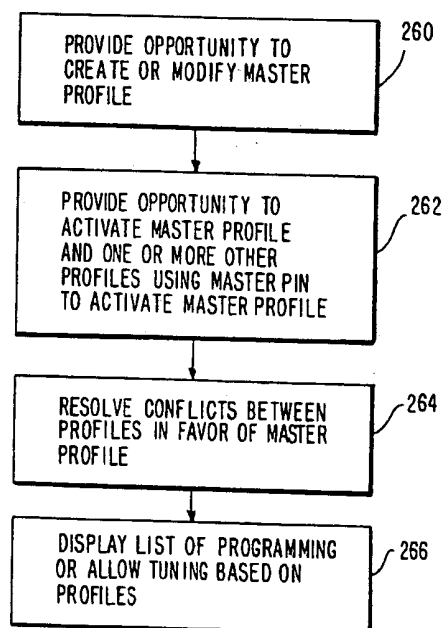 PROVIDE OPPORTUNITY TO
CREATE OR MODIFY MASTER
PROFILE
260
PROVIDE OPPORTUNITY TO
ACTIVATE MASTER PROFILE
AND ONE OR MORE OTHER
PROFILES USING MASTER PIN
TO ACTIVATE MASTER PROFILE
262
RESOLVE CONFLICTS BETWEEN
PROFILES IN FAVOR OF MASTER
PROFILE
264
DISPLAY LIST OF PROGRAMMING
OR ALLOW TUNING BASED ON
PROFILES
266